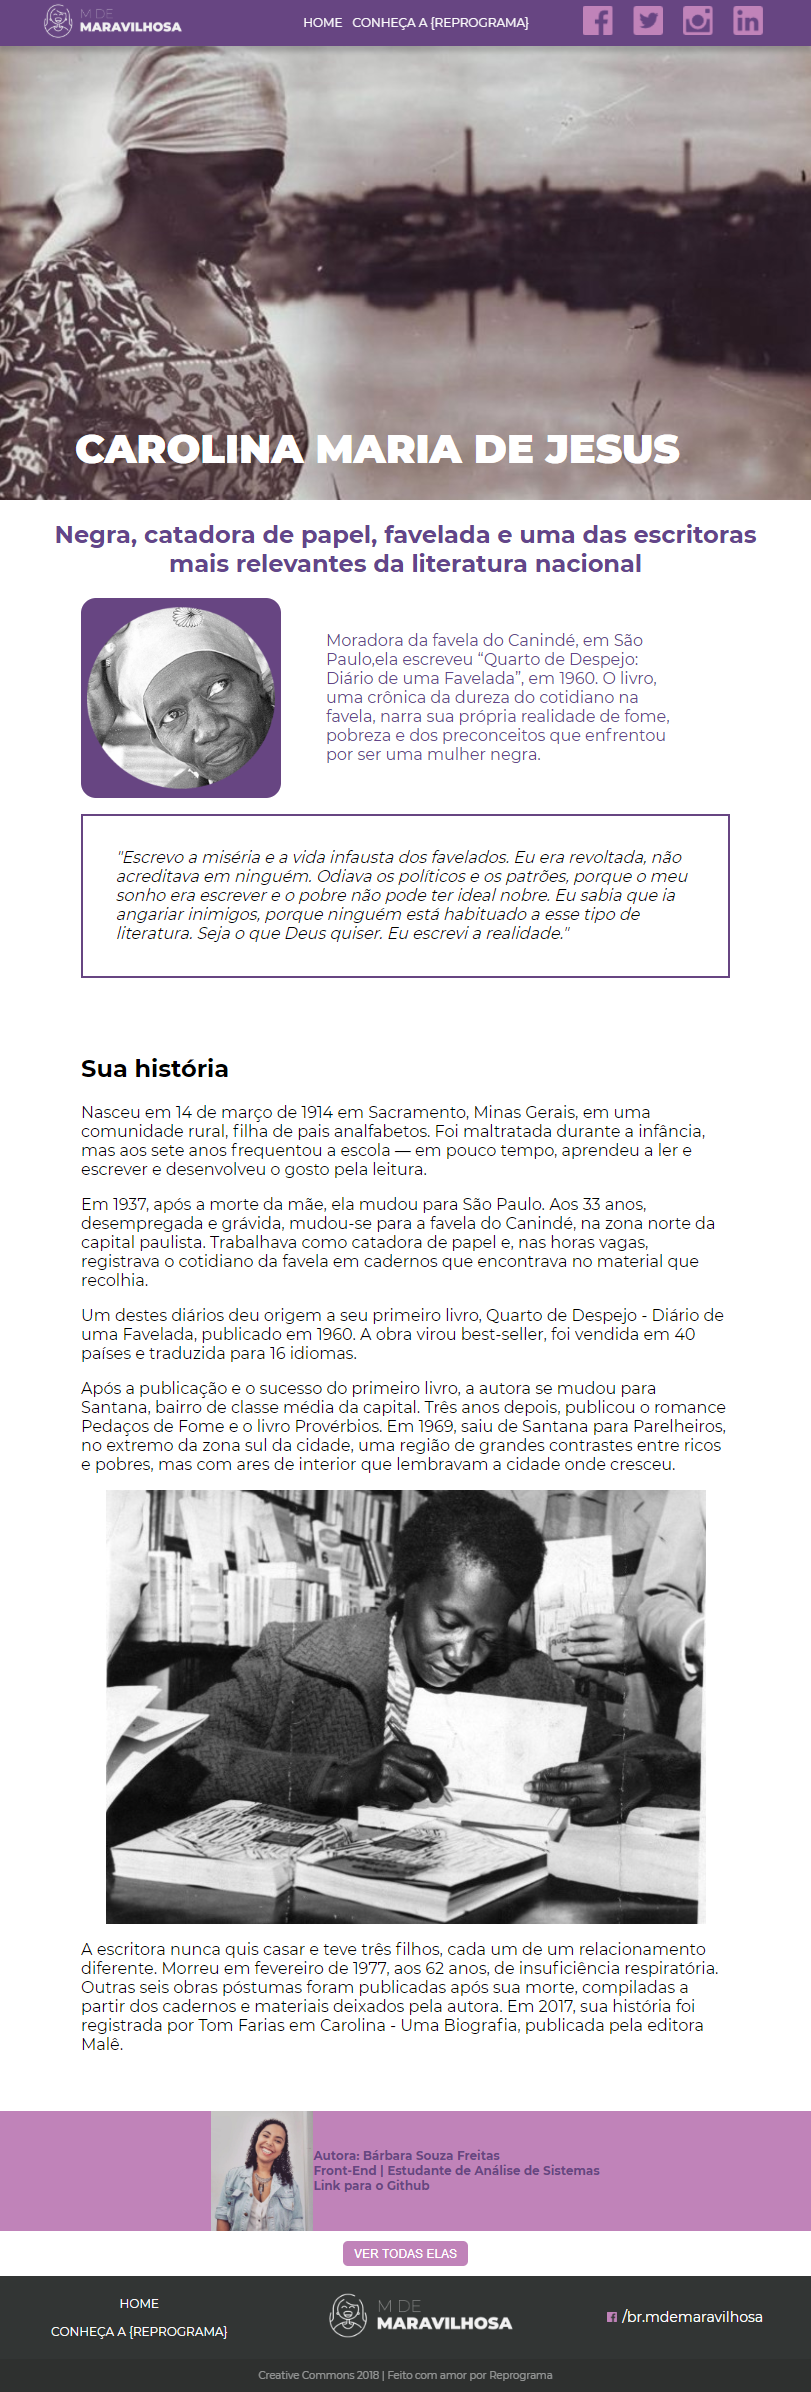 M DE
MARAVILHOSA
HOME CONHEÇA A {REPROGRAMA}
CAROLINA MARIA DE JESUS
Negra, catadora de papel, favelada e uma das escritoras
mais relevantes da literatura nacional
Moradora da favela do Canindé, em São
Paulo,ela escreveu “Quarto de Despejo:
Diário de uma Favelada”, em 1960. O livro,
uma crônica da dureza do cotidiano na
favela, narra sua própria realidade de fome,
pobreza e dos preconceitos que enfrentou
por ser uma mulher negra.
"Escrevo a miséria e a vida infausta dos favelados. Eu era revoltada, não
acreditava em ninguém. Odiava os políticos e os patrões, porque o meu
sonho era escrever e o pobre não pode ter ideal nobre. Eu sabia que ia
angariar inimigos, porque ninguém está habituado a esse tipo de
literatura. Seja o que Deus quiser. Eu escrevi a realidade."
Sua história
Nasceu em 14 de março de 1914 em Sacramento, Minas Gerais, em uma
comunidade rural, filha de pais analfabetos. Foi maltratada durante a infância,
mas aos sete anos frequentou a escola — em pouco tempo, aprendeu a ler e
escrever e desenvolveu o gosto pela leitura.
Em 1937, após a morte da mãe, ela mudou para São Paulo. Aos 33 anos,
desempregada e grávida, mudou-se para a favela do Canindé, na zona norte da
capital paulista. Trabalhava como catadora de papel e, nas horas vagas,
registrava o cotidiano da favela em cadernos que encontrava no material que
recolhia.
Um destes diários deu origem a seu primeiro livro, Quarto de Despejo - Diário de
uma Favelada, publicado em 1960. A obra virou best-seller, foi vendida em 40
países e traduzida para 16 idiomas.
Após a publicação e o sucesso do primeiro livro, a autora se mudou para
Santana, bairro de classe média da capital. Três anos depois, publicou o romance
Pedaços de Fome e o livro Provérbios. Em 1969, saiu de Santana para Parelheiros,
no extremo da zona sul da cidade, uma região de grandes contrastes entre ricos
e pobres, mas com ares de interior que lembravam a cidade onde cresceu.
A escritora nunca quis casar e teve três filhos, cada um de um relacionamento
diferente. Morreu em fevereiro de 1977, aos 62 anos, de insuficiência respiratória.
Outras seis obras póstumas foram publicadas após sua morte, compiladas a
partir dos cadernos e materiais deixados pela autora. Em 2017, sua história foi
registrada por Tom Farias em Carolina - Uma Biografia, publicada pela editora
Malê.
Autora: Bárbara Souza Freitas
Front-End | Estudante de Análise de Sistemas
Link para o Github
VER TODAS ELAS
HOME
CONHEÇA A {REPROGRAMA}
M DE
MARAVILHOSA
/br.mdemaravilhosa
Creative Commons 2018 | Feito com amor por Reprograma